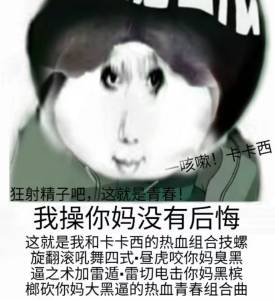 一咳嗽！卡卡西
狂射精子吧，这就是青春！
我操你妈没有后悔
这就是我和卡卡西的热血组合技螺
旋翻滚吼舞四式·昼虎咬你妈臭黑
逼之术加雷遁·雷切电击你妈黑槟
榔砍你妈大黑逼的热血青春组合曲